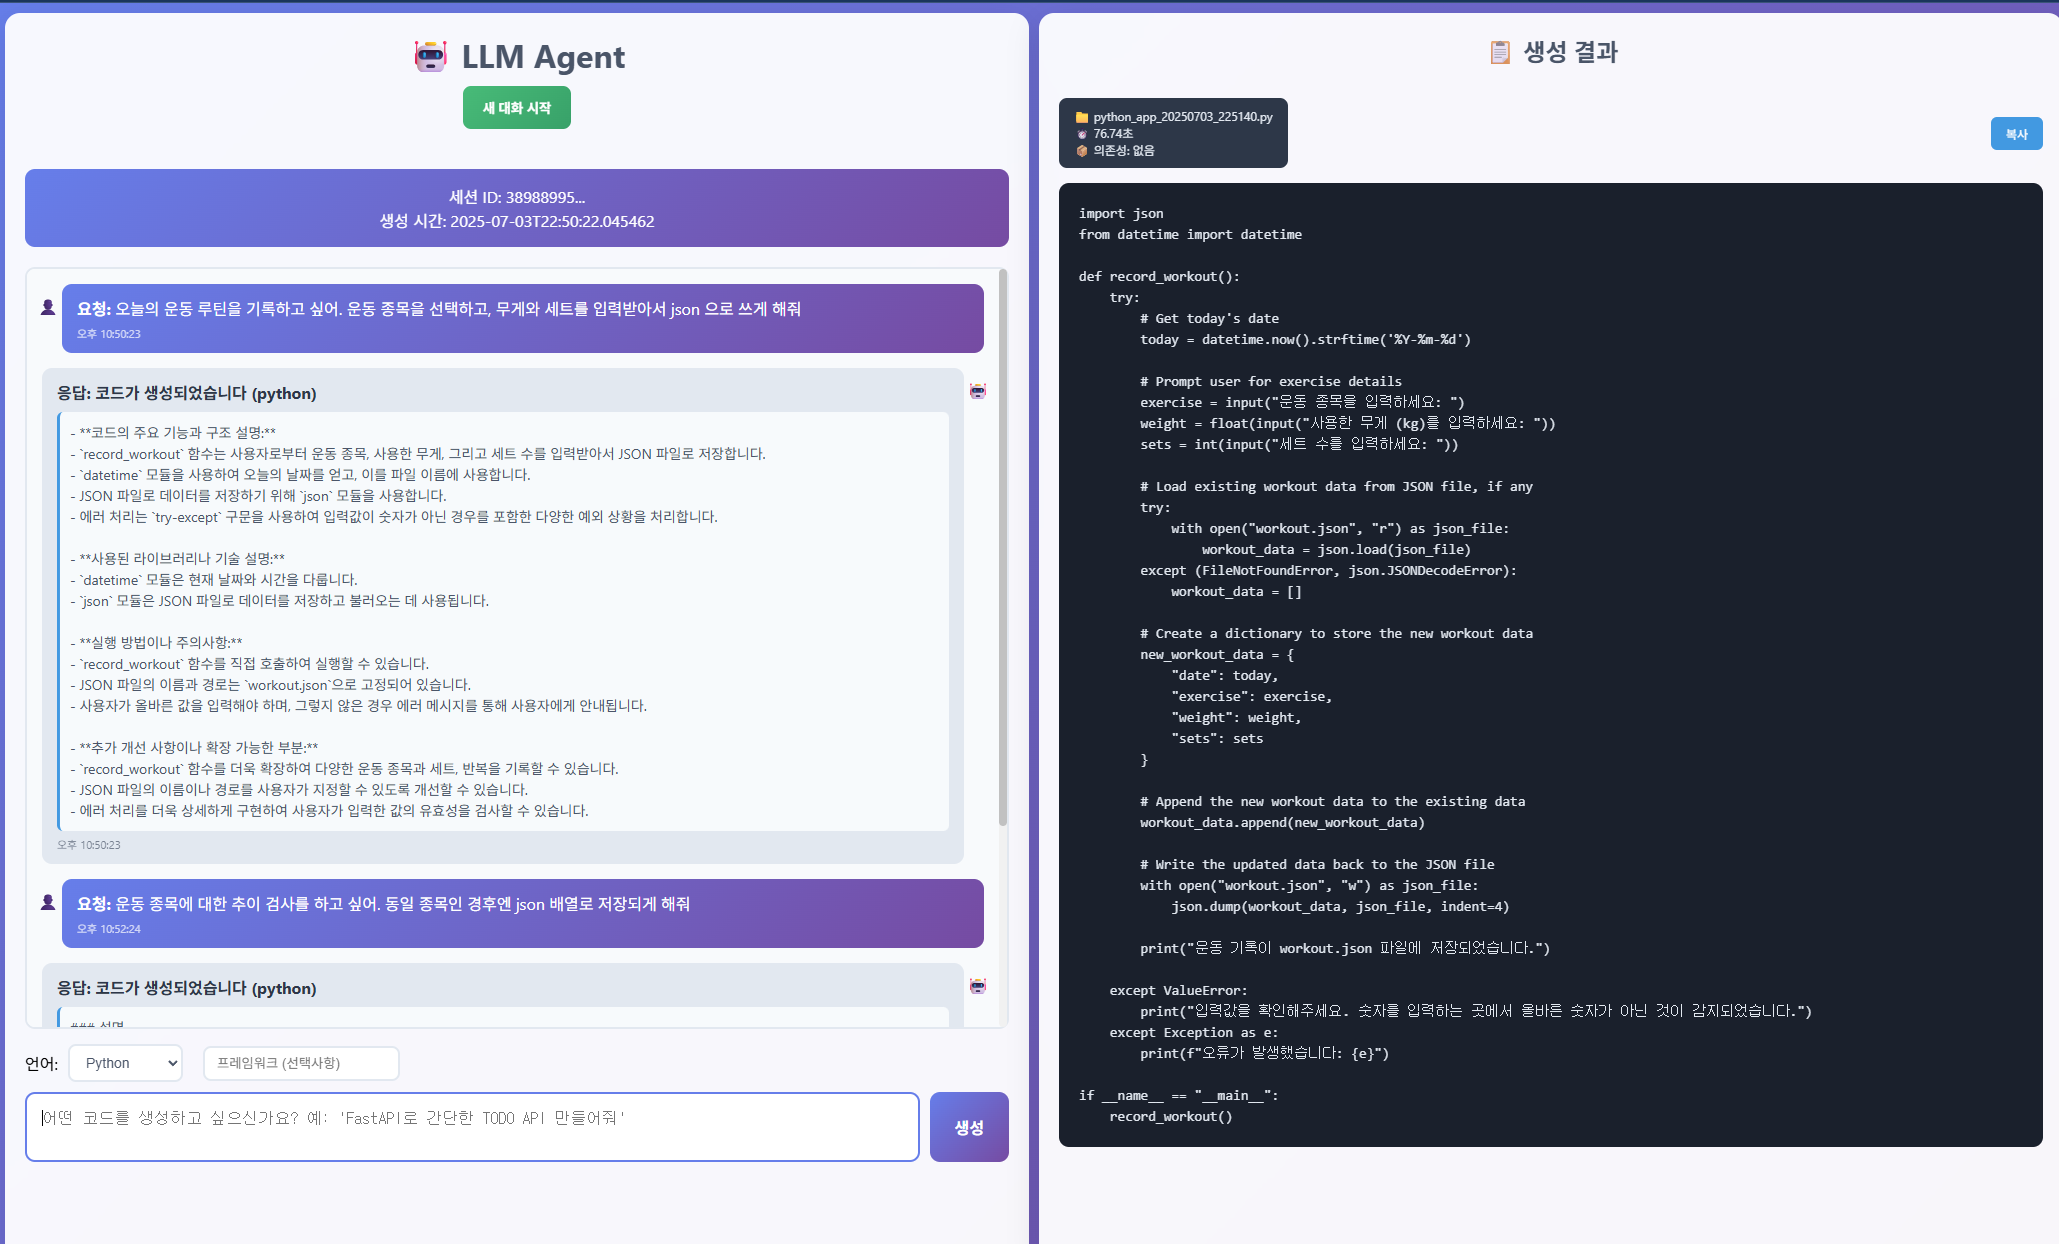 LLM Agent
새 대화 시작
세션 ID: 38988995...
생성 시간: 2025-07-03T22:50:22.045462
요청: 오늘의 운동 루틴을 기록하고 싶어. 운동 종목을 선택하고, 무게와 세트를 입력받아서 json 으로 쓰게 해줘
오후 10:50:23
응답: 코드가 생성되었습니다 (python)
- **코드의 주요 기능과 구조 설명:**
- `record_workout` 함수는 사용자로부터 운동 종목, 사용한 무게, 그리고 세트 수를 입력받아서 JSON 파일로 저장합니다.
- `datetime` 모듈을 사용하여 오늘의 날짜를 얻고, 이를 파일 이름에 사용합니다.
- JSON 파일로 데이터를 저장하기 위해 `json` 모듈을 사용합니다.
- 에러 처리는 `try-except` 구문을 사용하여 입력값이 숫자가 아닌 경우를 포함한 다양한 예외 상황을 처리합니다.
- **사용된 라이브러리나 기술 설명:**
- `datetime` 모듈은 현재 날짜와 시간을 다룹니다.
- `json` 모듈은 JSON 파일로 데이터를 저장하고 불러오는 데 사용됩니다.
- **실행 방법이나 주의사항:**
- `record_workout` 함수를 직접 호출하여 실행할 수 있습니다.
- JSON 파일의 이름과 경로는 `workout.json`으로 고정되어 있습니다.
- 사용자가 올바른 값을 입력해야 하며, 그렇지 않은 경우 에러 메시지를 통해 사용자에게 안내됩니다.
- **추가 개선 사항이나 확장 가능한 부분:**
- `record_workout` 함수를 더욱 확장하여 다양한 운동 종목과 세트, 반복을 기록할 수 있습니다.
- JSON 파일의 이름이나 경로를 사용자가 지정할 수 있도록 개선할 수 있습니다.
- 에러 처리를 더욱 상세하게 구현하여 사용자가 입력한 값의 유효성을 검사할 수 있습니다.
오후 10:50:23
요청: 운동 종목에 대한 추이 검사를 하고 싶어. 동일 종목인 경우엔 json 배열로 저장되게 해줘
오후 10:52:24
응답: 코드가 생성되었습니다 (python)
### 설명
언어: Python 프레임워크 (선택사항)
어떤 코드를 생성하고 싶으신가요? 예: 'FastAPI로 간단한 TODO API 만들어줘'
생성
생성 결과
python_app_20250703_225140.py
76.74초
의존성: 없음
복사
import json
from datetime import datetime
def record_workout():
try:
# Get today's date
today = datetime.now().strftime('%Y-%m-%d')
# Prompt user for exercise details
exercise = input("운동 종목을 입력하세요: ")
weight = float(input("사용한 무게 (kg)를 입력하세요: "))
sets = int(input("세트 수를 입력하세요: "))
# Load existing workout data from JSON file, if any
try:
with open("workout.json", "r") as json_file:
workout_data = json.load(json_file)
except (FileNotFoundError, json.JSONDecodeError):
workout_data = []
# Create a dictionary to store the new workout data
new_workout_data = {
"date": today,
"exercise": exercise,
"weight": weight,
"sets": sets
}
# Append the new workout data to the existing data
workout_data.append(new_workout_data)
# Write the updated data back to the JSON file
with open("workout.json", "w") as json_file:
json.dump(workout_data, json_file, indent=4)
print("운동 기록이 workout.json 파일에 저장되었습니다.")
except ValueError:
print("입력값을 확인해주세요. 숫자를 입력하는 곳에서 올바른 숫자가 아닌 것이 감지되었습니다.")
except Exception as e:
print(f"오류가 발생했습니다: {e}")
if __name__ == "__main__":
record_workout()